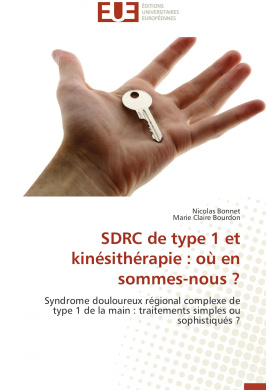 EUE
ÉDITIONS
UNIVERSITAIRES
EUROPÉENNES
Nicolas Bonnet
Marie Claire Bourdon
SDRC de type 1 et
kinésithérapie : où en
sommes-nous ?
Syndrome douloureux régional complexe de
type 1 de la main : traitements simples ou
sophistiqués ?